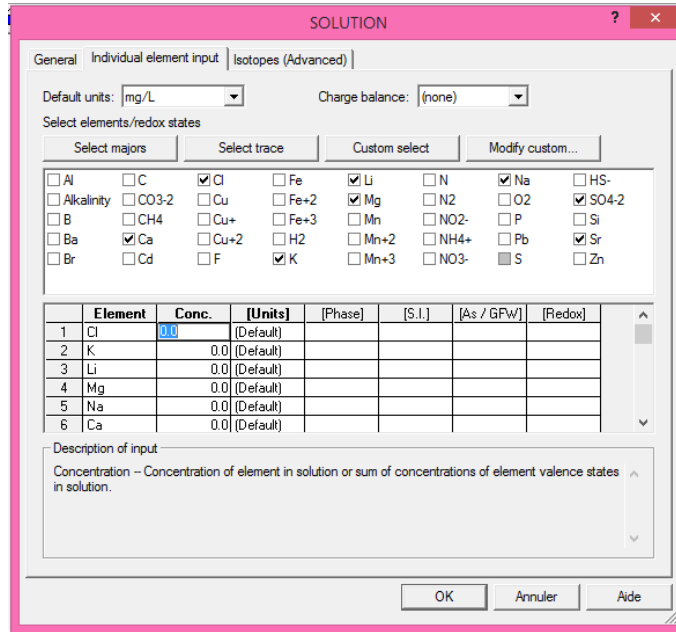 SOLUTION ? ×
General Individual element input Isotopes (Advanced)
Default units: mg/L Charge balance: (none)
Select elements/redox states
Select majors Select trace Custom select Modify custom...
Al C Cl Fe Li N Na HS-
Alkalinity CO3-2 Cu Fe+2 Mg N2 O2 SO4-2
B CH4 Cu+ Fe+3 Mn NO2- P Si
Ba Ca Cu+2 H2 Mn+2 NH4+ Pb Sr
Br Cd F K Mn+3 NO3- S Zn
Element Conc. [Units] [Phase] [S.I.] [As / GFW] [Redox]
1 Cl 0.0 (Default)
2 K 0.0 (Default)
3 Li 0.0 (Default)
4 Mg 0.0 (Default)
5 Na 0.0 (Default)
6 Ca 0.0 (Default)
Description of input
Concentration -- Concentration of element in solution or sum of concentrations of element valence states
in solution.
OK Annuler Aide